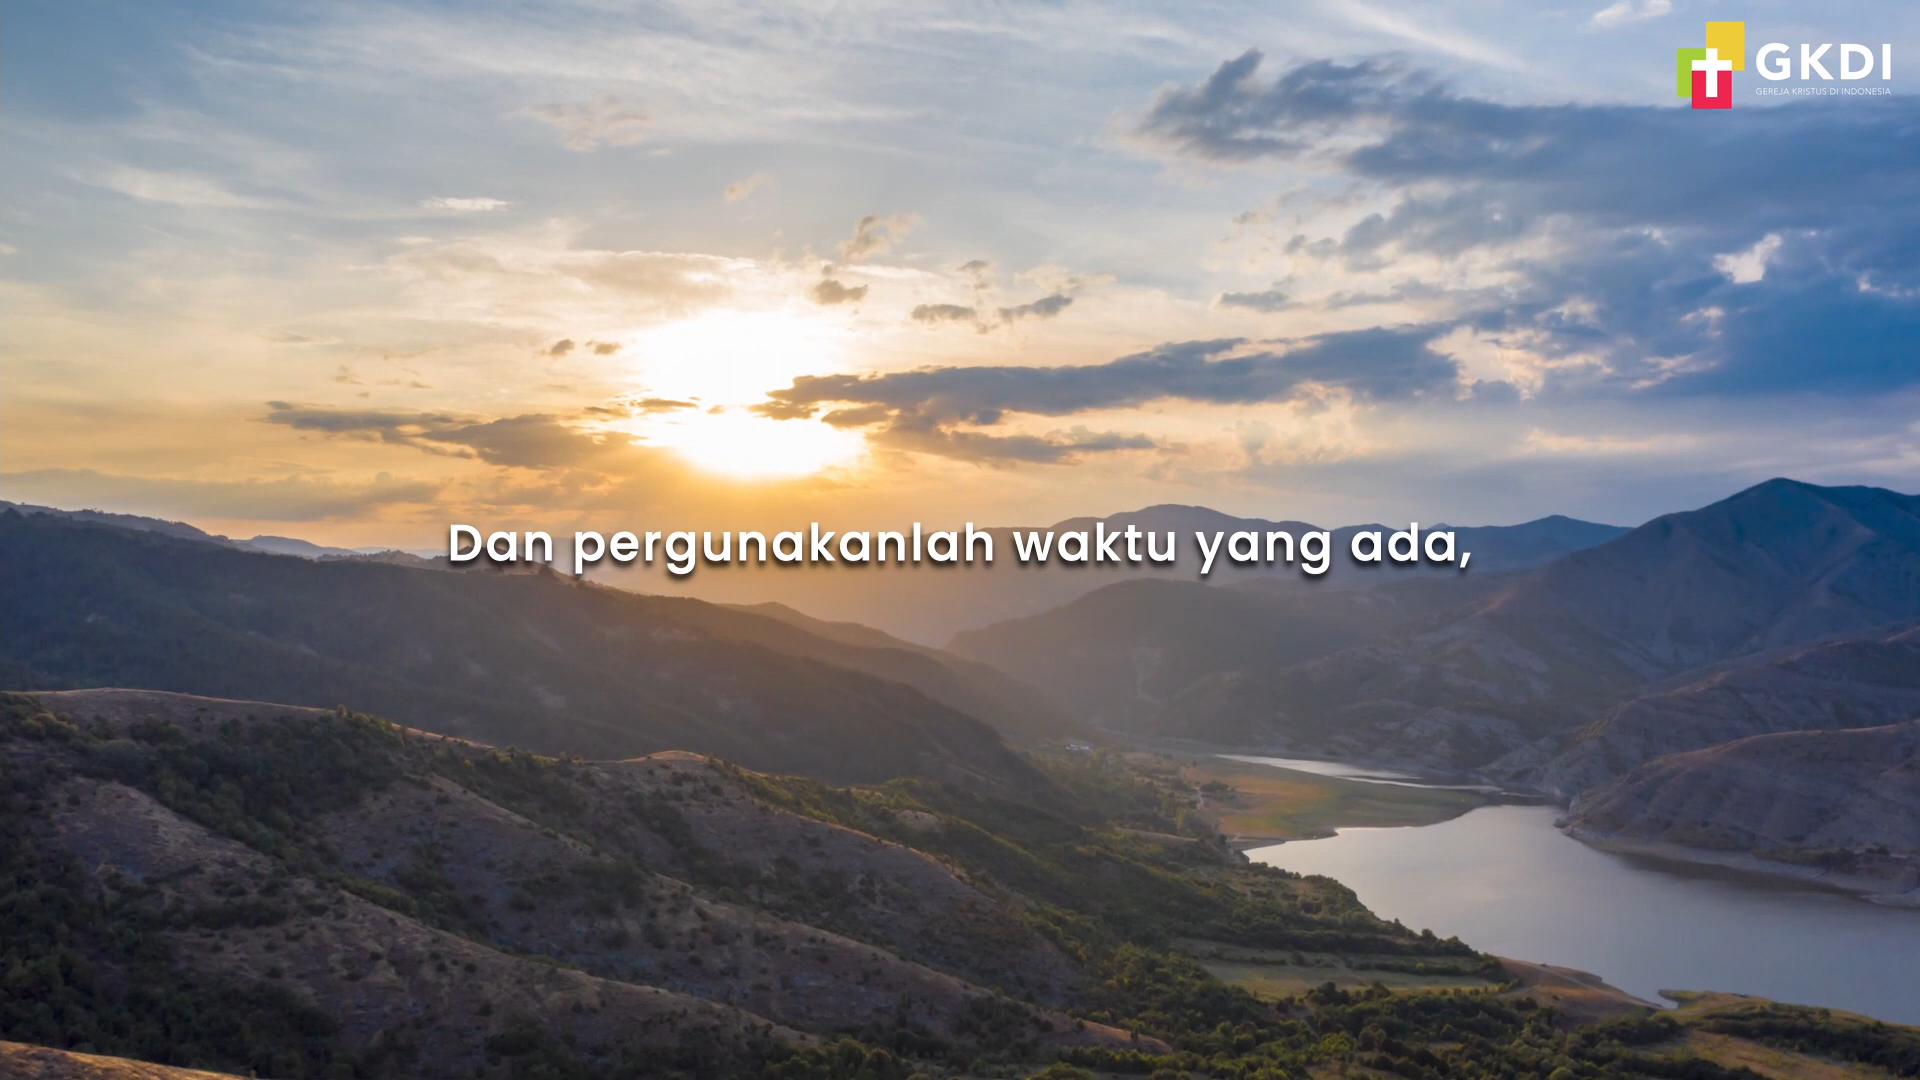 GKDI
GEREJA KRISTUS DI INDONESIA
Dan pergunakanlah waktu yang ada,